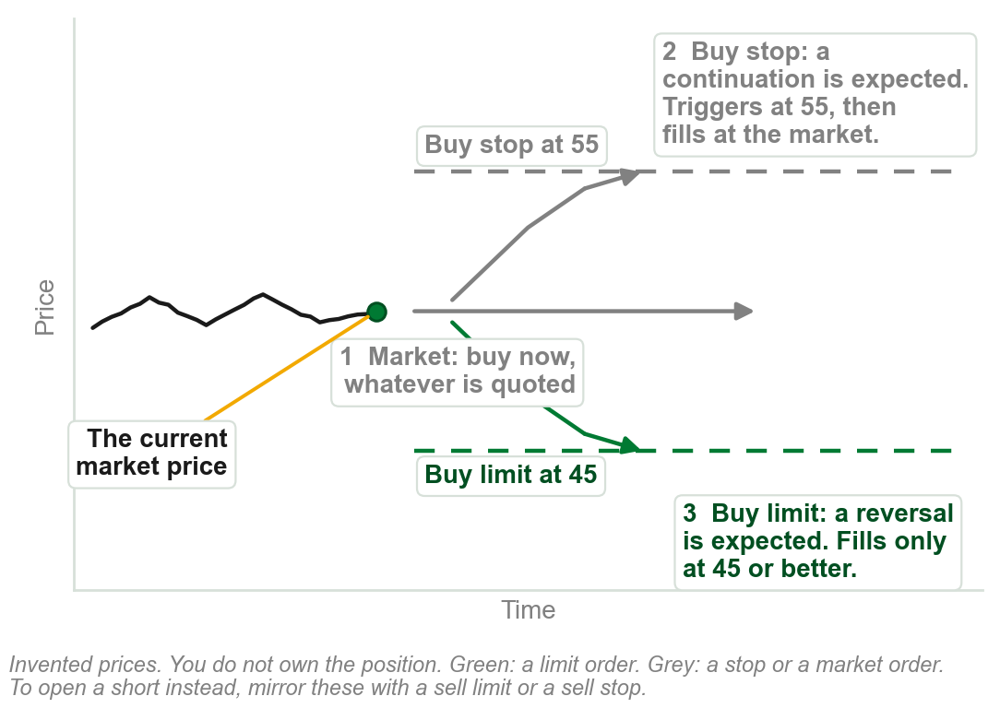 2  Buy stop: a
continuation is expected.
Triggers at 55, then
fills at the market.
Buy stop at 55
Price
1  Market: buy now,
whatever is quoted
The current
market price
Buy limit at 45
3  Buy limit: a reversal
is expected. Fills only
at 45 or better.
Time
Invented prices. You do not own the position. Green: a limit order. Grey: a stop or a market order.
To open a short instead, mirror these with a sell limit or a sell stop.